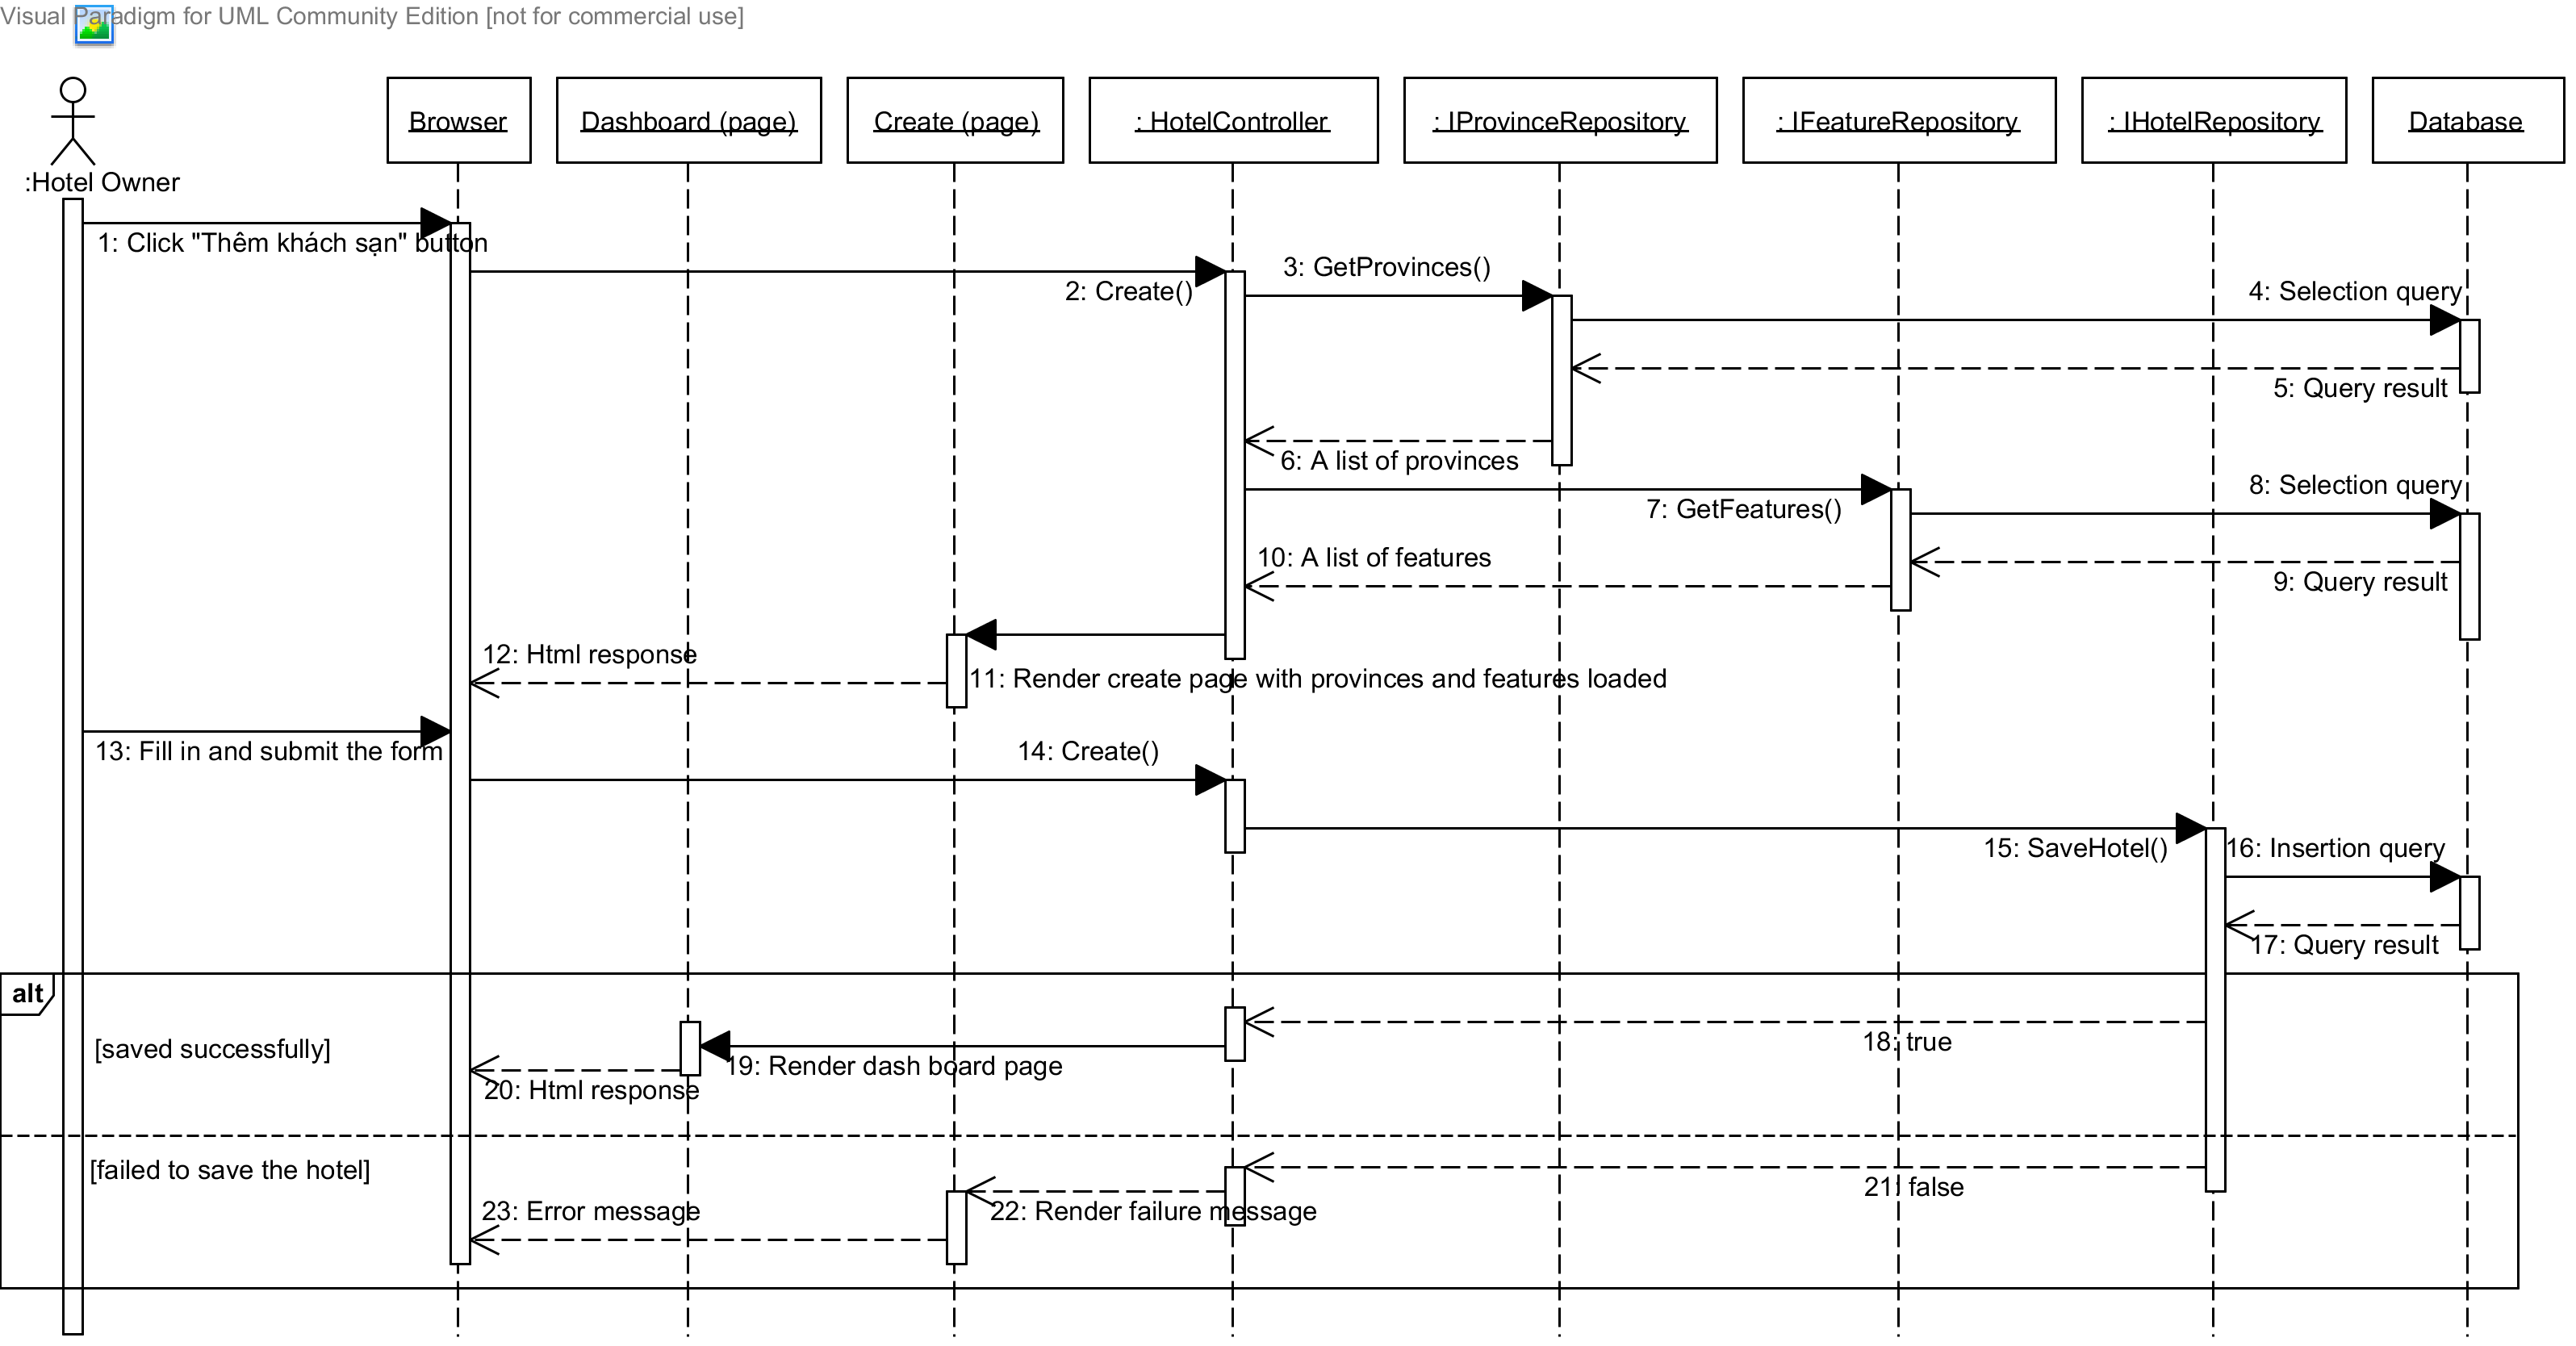 Visual Paradigm for UML Community Edition [not for commercial use]
:Hotel Owner
Browser
Dashboard (page)
Create (page)
: HotelController
: IProvinceRepository
: IFeatureRepository
: IHotelRepository
Database
1: Click "Thêm khách sạn" button
2: Create()
3: GetProvinces()
4: Selection query
5: Query result
6: A list of provinces
7: GetFeatures()
8: Selection query
9: Query result
10: A list of features
11: Render create page with provinces and features loaded
12: Html response
13: Fill in and submit the form
14: Create()
15: SaveHotel()
16: Insertion query
17: Query result
alt
[saved successfully]
18: true
19: Render dash board page
20: Html response
[failed to save the hotel]
21: false
22: Render failure message
23: Error message